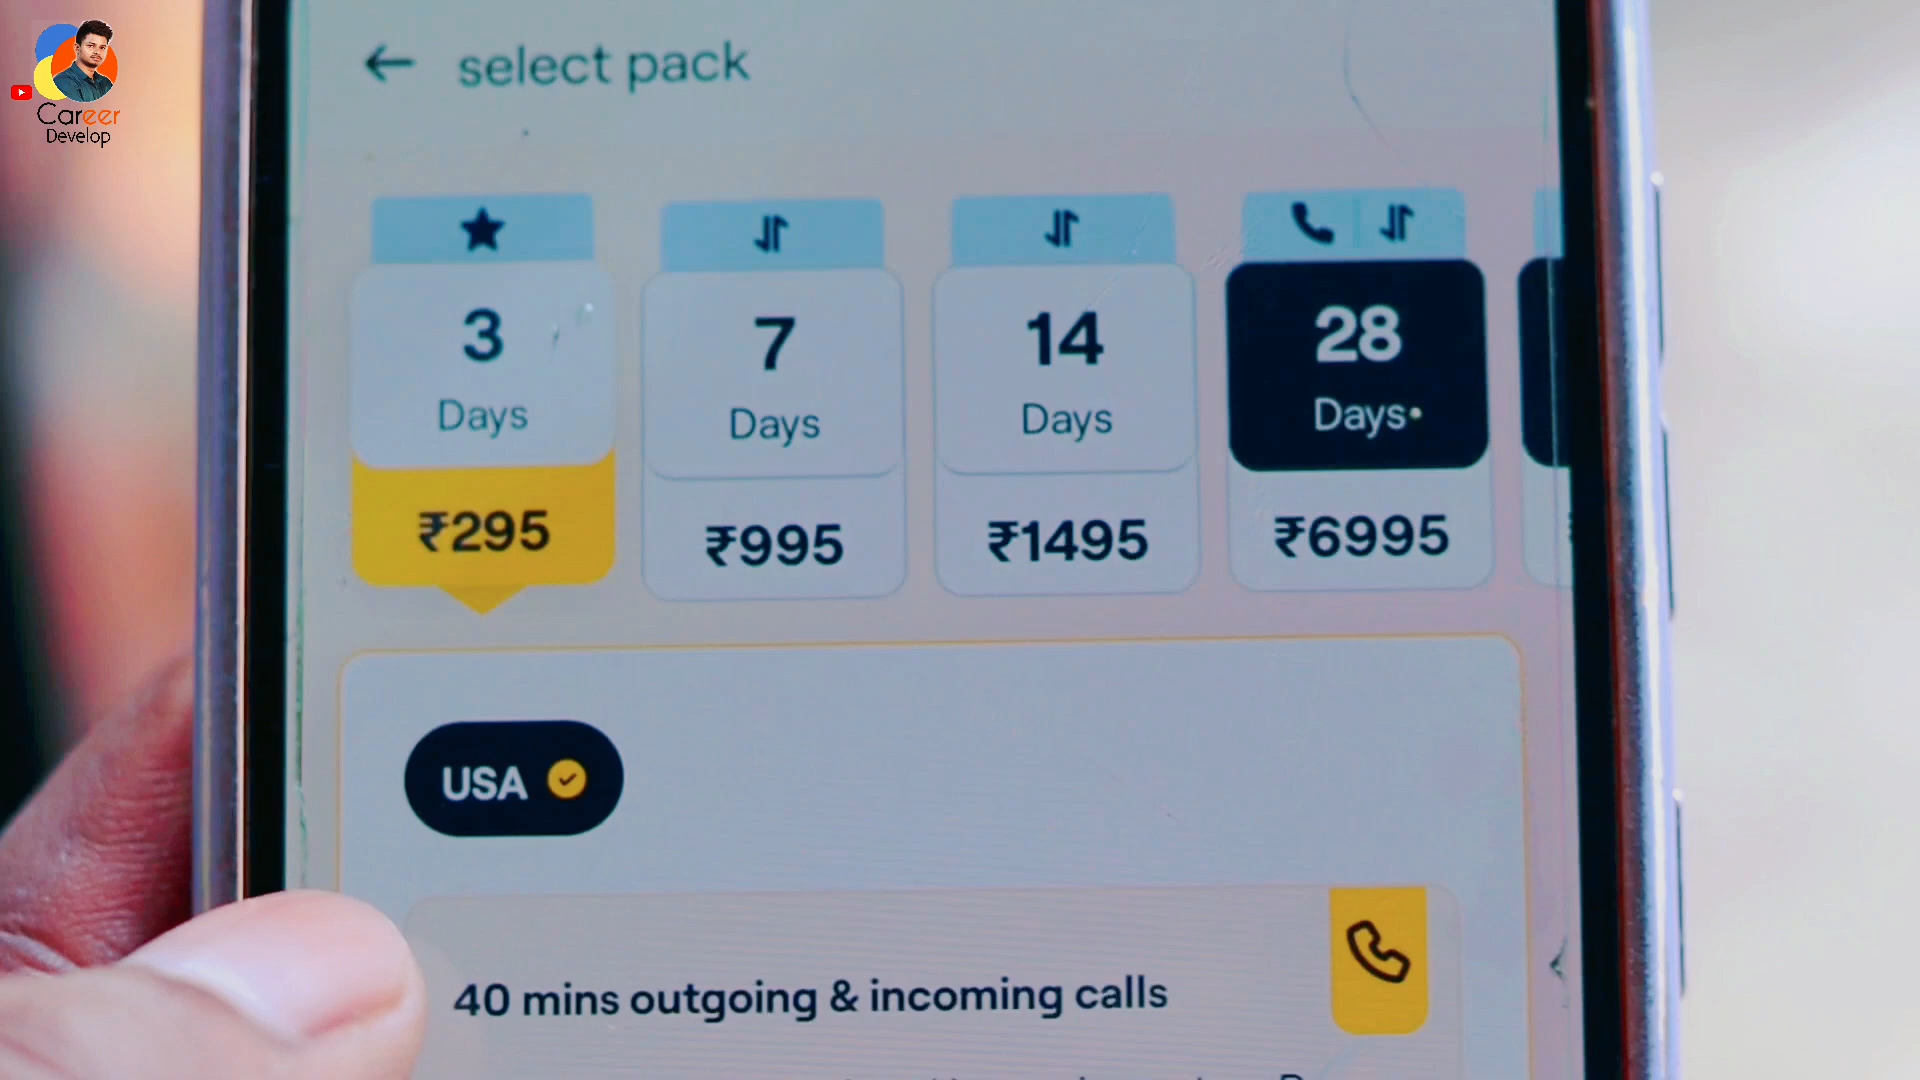 Career
Develop
select pack
3
Days
₹295
7
Days
₹995
14
Days
₹1495
28
Days
₹6995
USA
40 mins outgoing & incoming calls